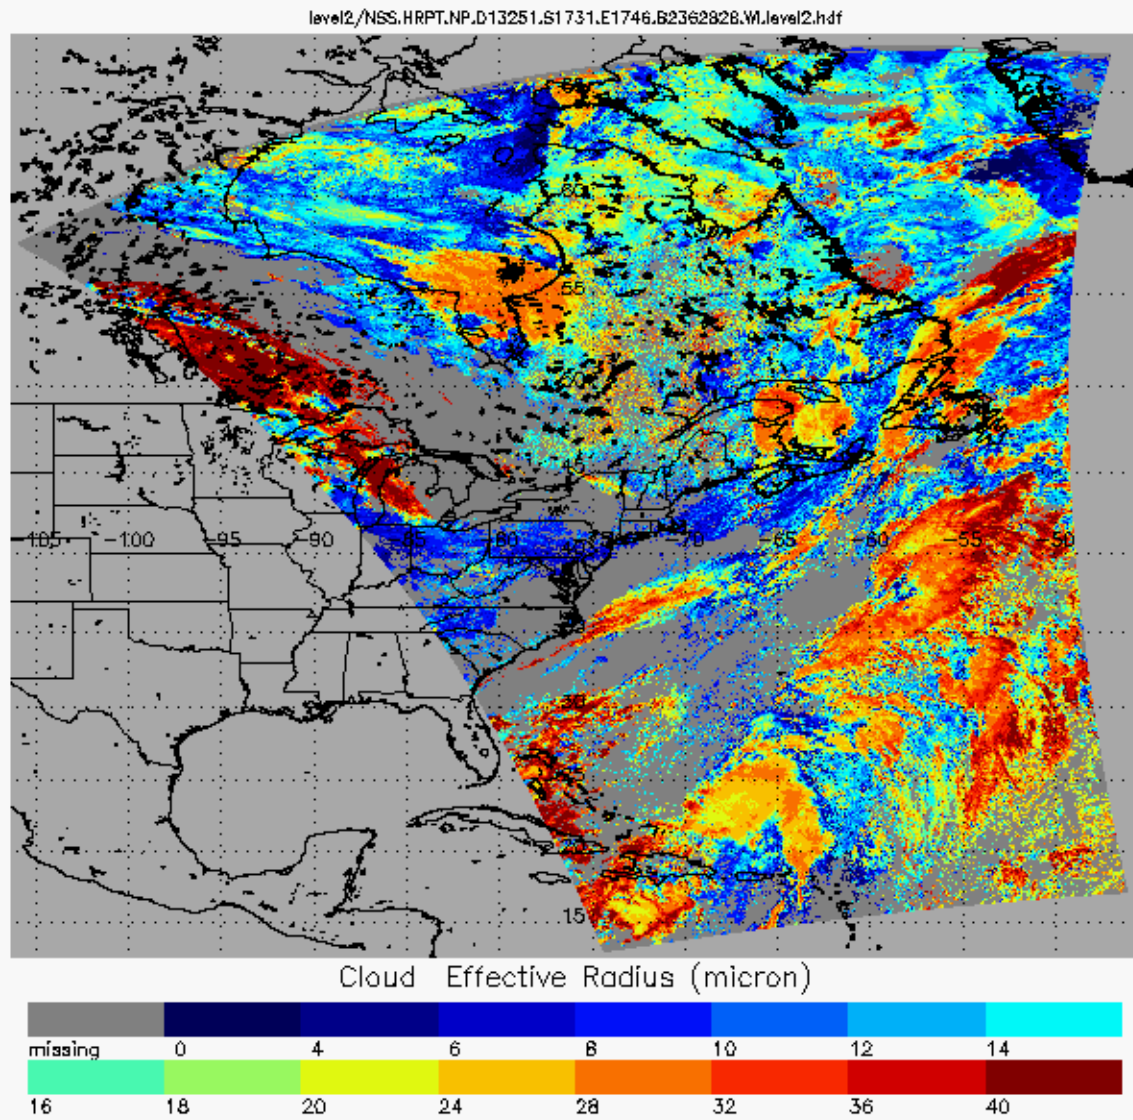 level2/NSS.HRPT.NP.D13251.S1731.E1746.B2362828.WI.level2.hdf
60
55
-105 -100 -95 -90 -85 -80 -70 -65 -60 -55 -50
15
Cloud Effective Radius (micron)
missing 0 4 6 8 10 12 14
16 18 20 24 28 32 36 40